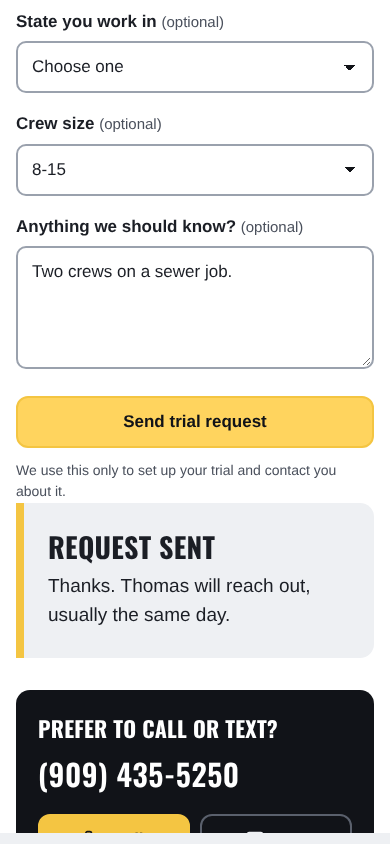 State you work in (optional)
Choose one
Crew size (optional)
8-15
Anything we should know? (optional)
Two crews on a sewer job.
Send trial request
We use this only to set up your trial and contact you
about it.
REQUEST SENT
Thanks. Thomas will reach out,
usually the same day.
PREFER TO CALL OR TEXT?
(909) 435-5250